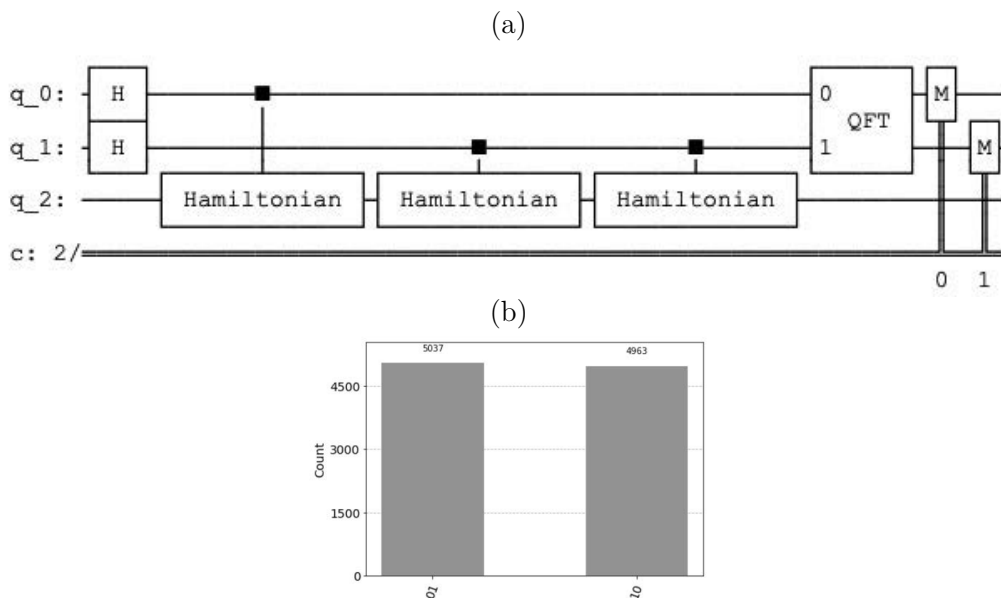 (a)
q_0: H 0 M
QFT
q_1: H 1 M
q_2: Hamiltonian Hamiltonian Hamiltonian
c: 2/
0 1
(b)
5037 4963
4500
3000
1500
0
Count
01 10